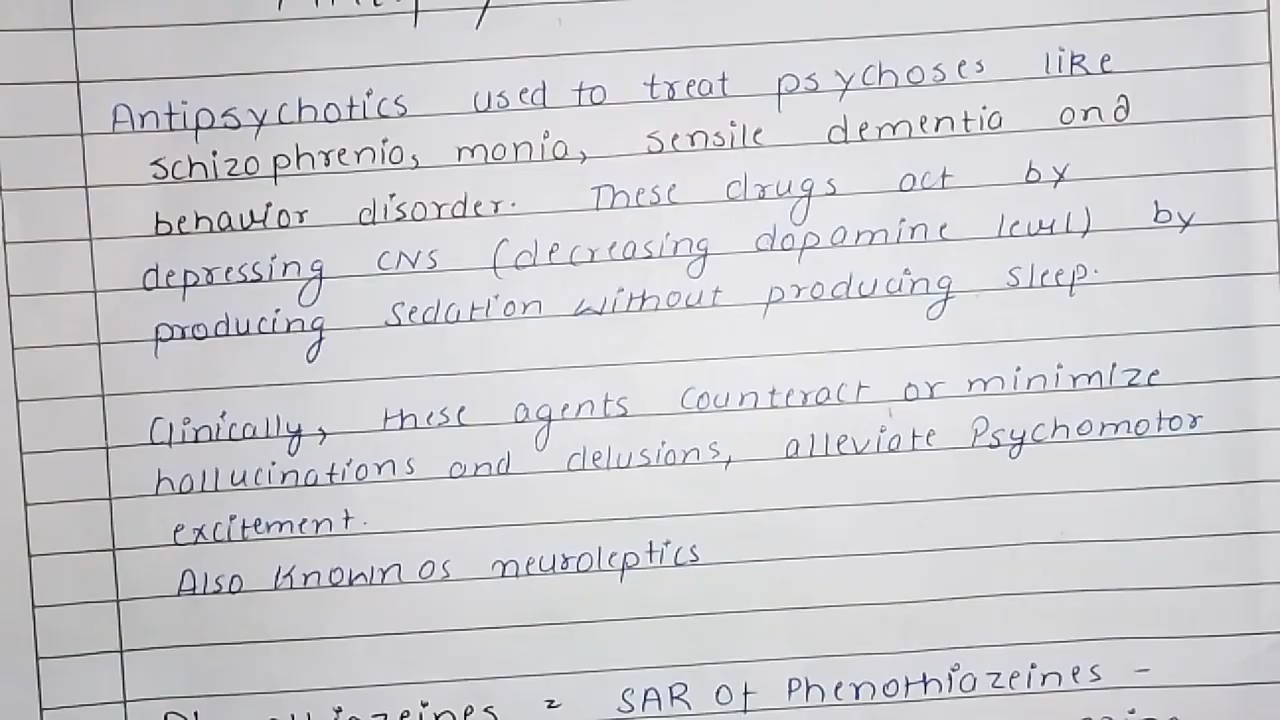 Antipsychotics used to treat psychoses like
schizophrenia, mania, sensile dementia and
behavior disorder. These drugs act by
depressing CNS (decreasing dopamine level) by
producing sedation without producing sleep.
Clinically, these agents counteract or minimize
hallucinations and delusions, alleviate Psychomotor
excitement.
Also Known as neuroleptics
= SAR Of Phenothiazeines -